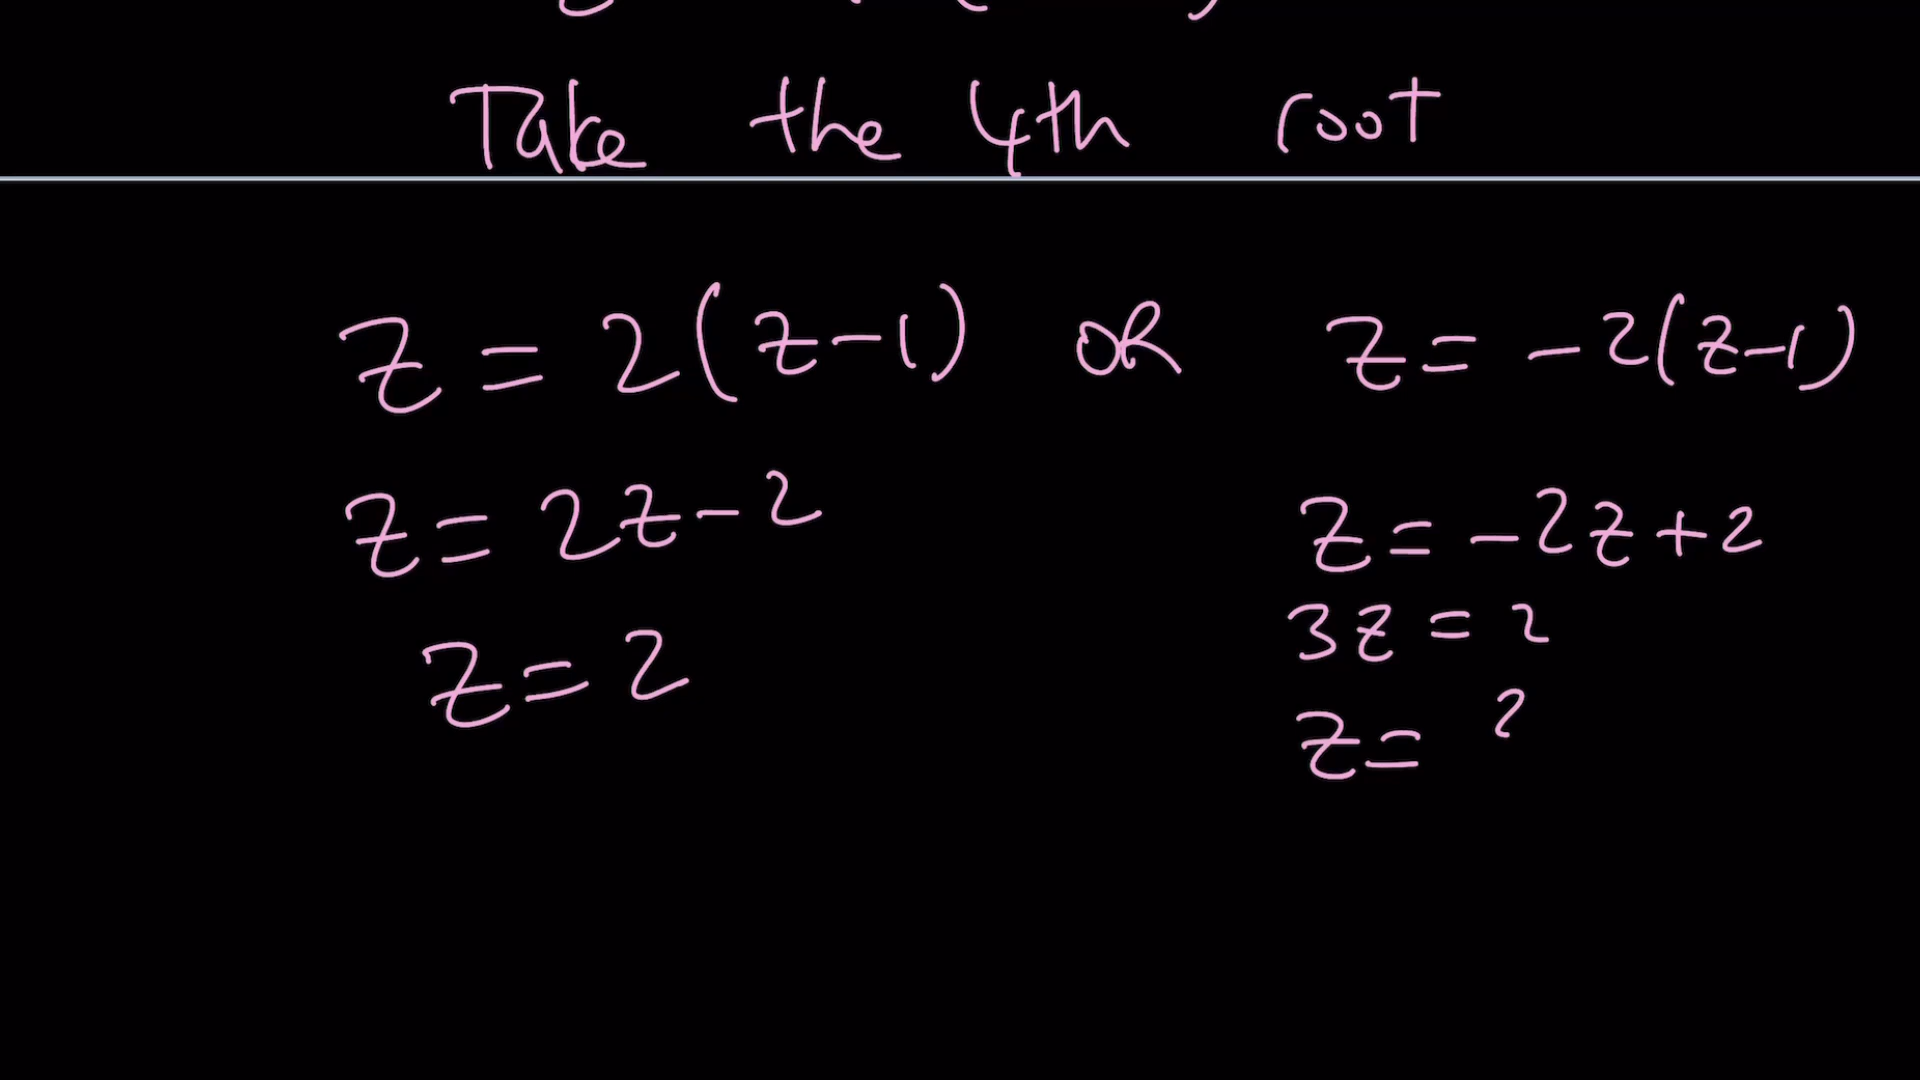 Take the 4th root
z = 2(z-1) or z = -2(z-1)
z = 2z-2 z = -2z+2
3z = 2
z = 2 z = 2